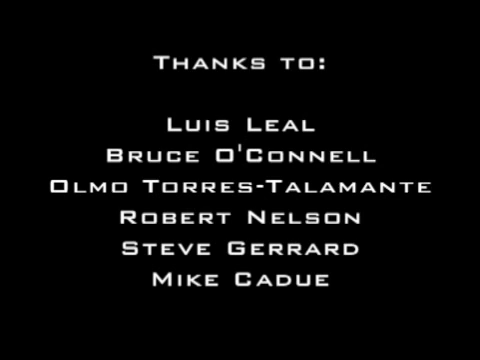 Thanks to:
Luis Leal
Bruce O'Connell
Olmo Torres-Talamante
Robert Nelson
Steve Gerrard
Mike Cadue